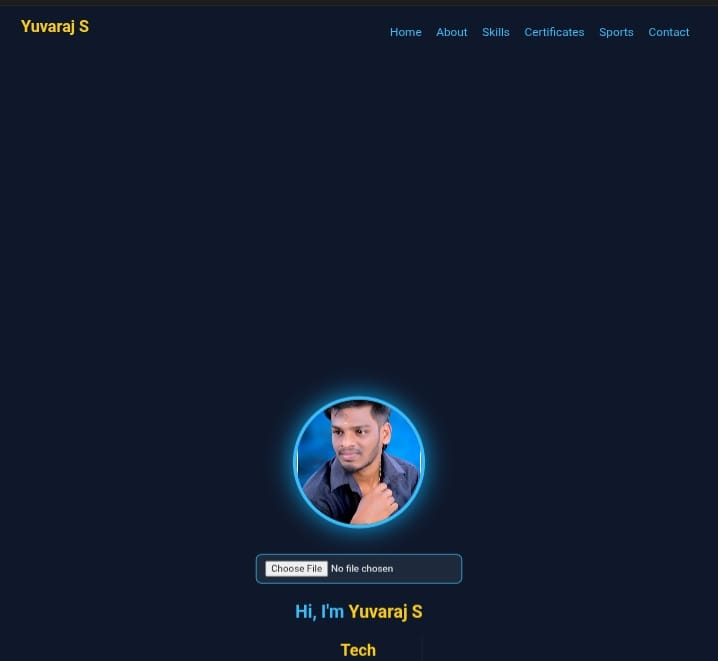 Yuvaraj S
Home About Skills Certificates Sports Contact
Choose File No file chosen
Hi, I'm Yuvaraj S
Tech